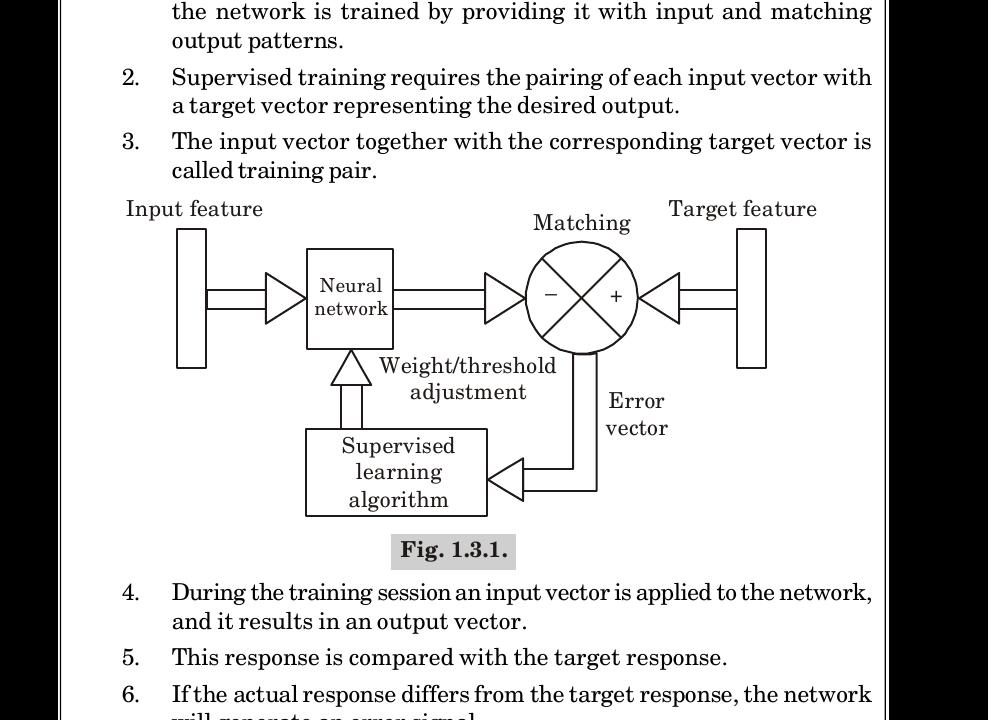 the network is trained by providing it with input and matching
output patterns.
2. Supervised training requires the pairing of each input vector with
a target vector representing the desired output.
3. The input vector together with the corresponding target vector is
called training pair.
Input feature
Matching
Target feature
Neural
network
−
+
Weight/threshold
adjustment
Error
vector
Supervised
learning
algorithm
Fig. 1.3.1.
4. During the training session an input vector is applied to the network,
and it results in an output vector.
5. This response is compared with the target response.
6. If the actual response differs from the target response, the network
will generate an error signal.